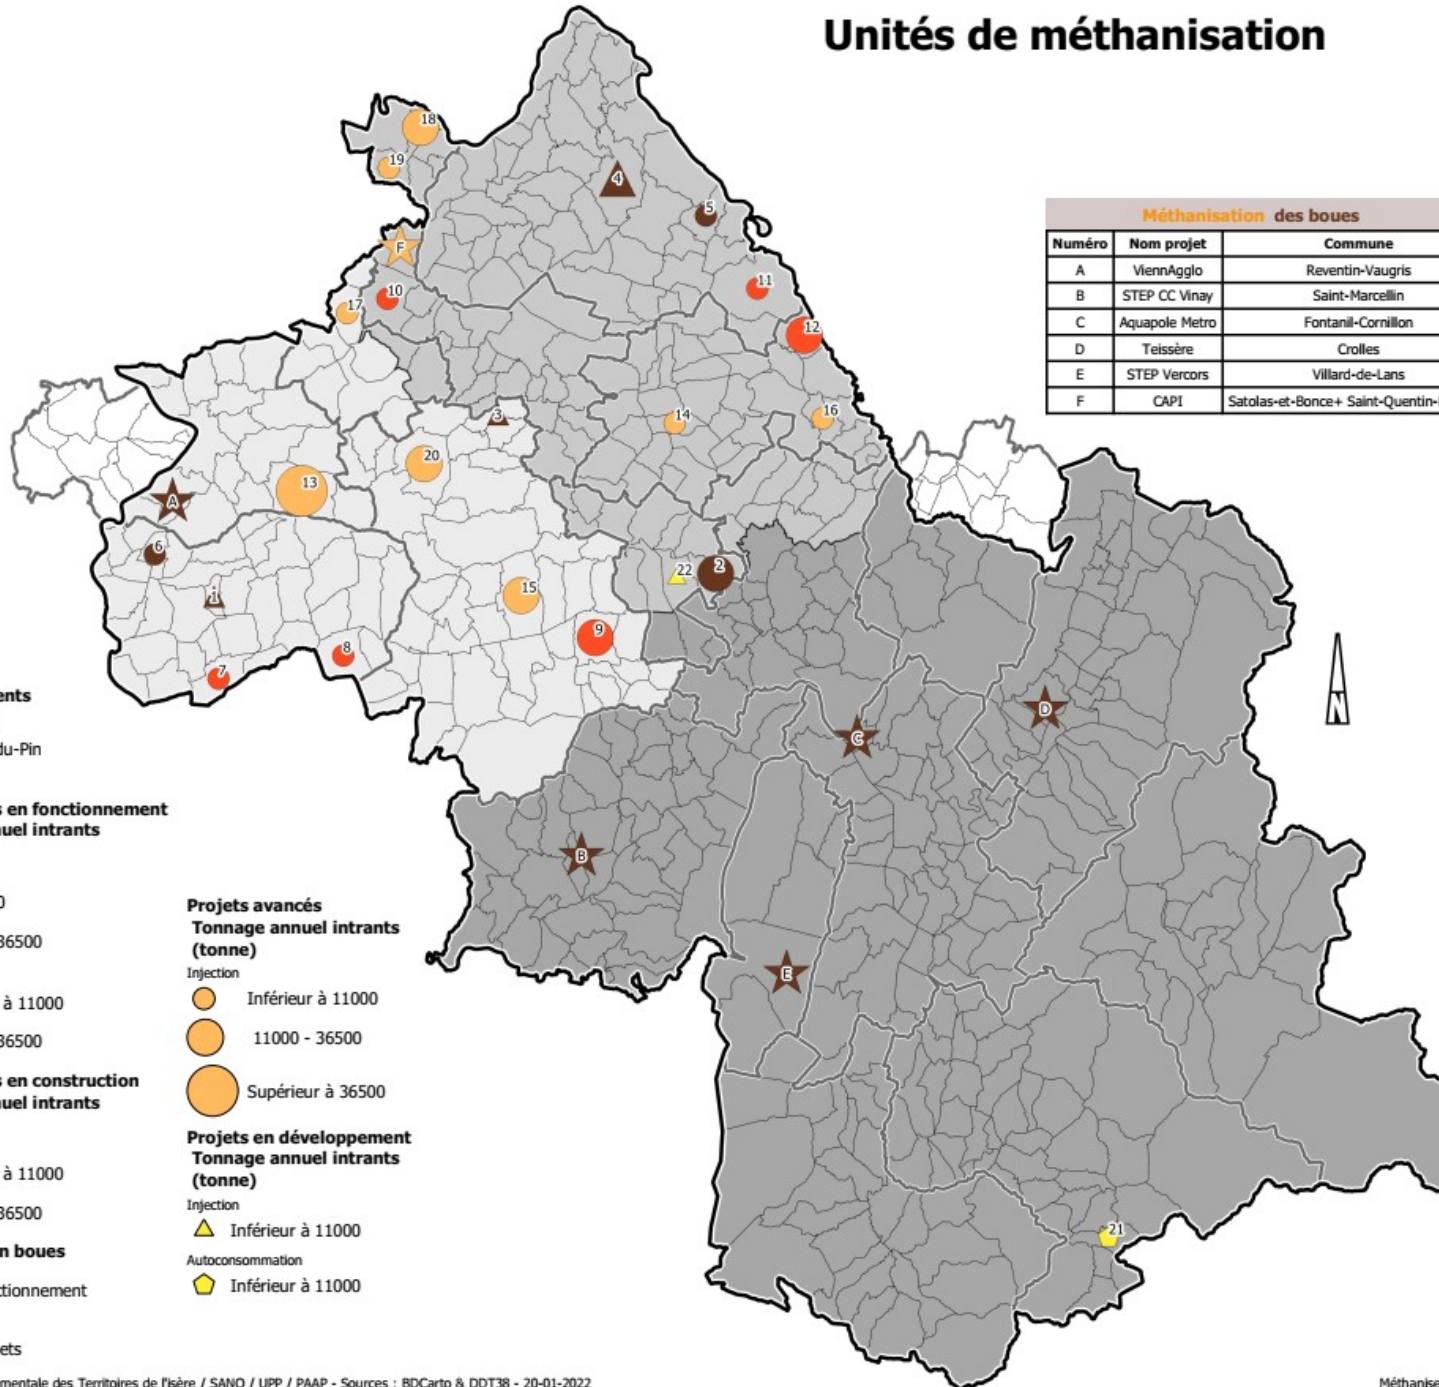 Unités de méthanisation
18
19
4
5
F
10
17
11
12
3
14
16
20
13
A
6
1
22
2
15
9
8
7
C
D
B
E
21
N
Méthanisation des boues
Numéro Nom projet Commune
A ViennAgglo Reventin-Vaugris
B STEP CC Vinay Saint-Marcellin
C Aquapole Metro Fontanil-Cornillon
D Teissère Crolles
E STEP Vercors Villard-de-Lans
F CAPI Satolas-et-Bonce+ Saint-Quentin-
ents
du-Pin
s en fonctionnement
nuel intrants
0
36500
à 11000
36500
s en construction
nuel intrants
à 11000
36500
n boues
ctionnement
ets
Projets avancés
Tonnage annuel intrants
(tonne)
Injection
Inférieur à 11000
11000 - 36500
Supérieur à 36500
Projets en développement
Tonnage annuel intrants
(tonne)
Injection
Inférieur à 11000
Autoconsommation
Inférieur à 11000
mentale des Territoires de l'Isère / SANO / UPP / PAAP - Sources : BDCarto & DDT38 - 20-01-2022
Méthanise